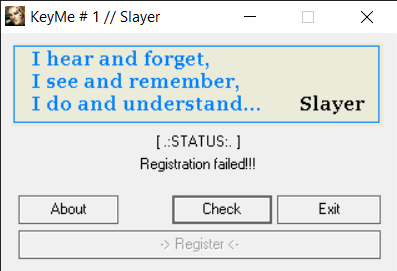 KeyMe # 1 // Slayer
I hear and forget,
I see and remember,
I do and understand... Slayer
[ .:STATUS:. ]
Registration failed!!!
About Check Exit
-> Register <-